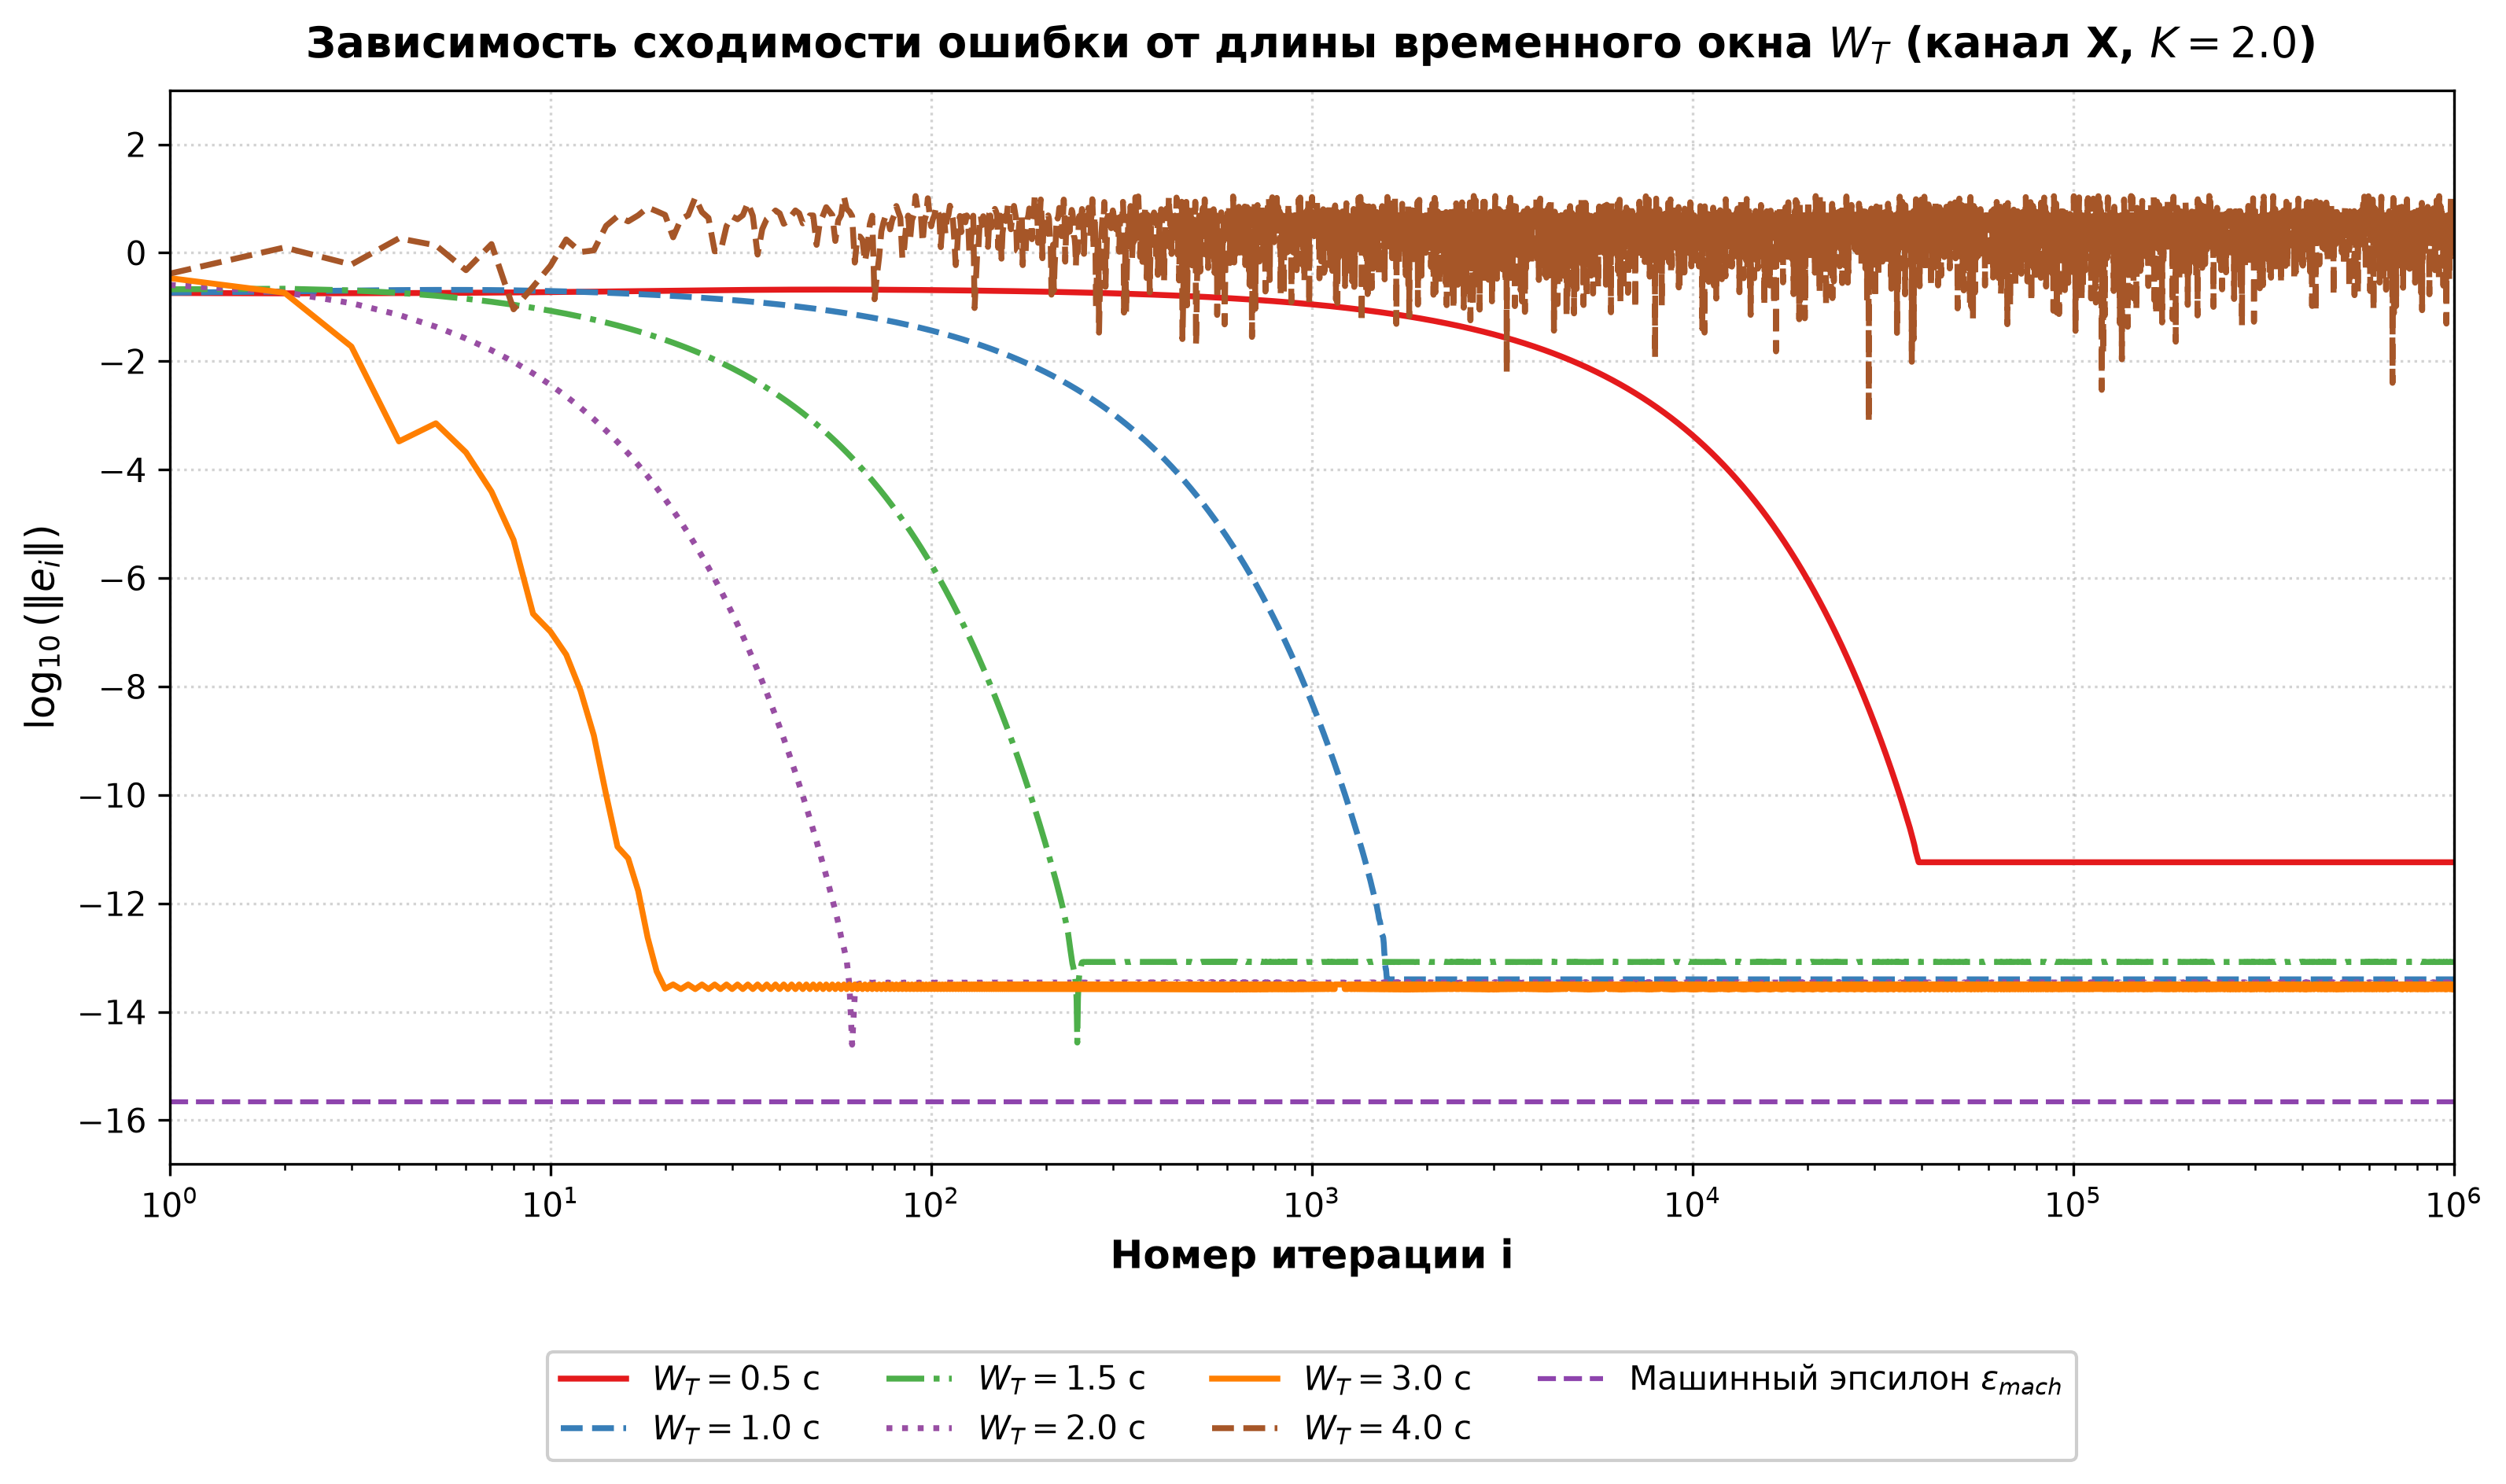 Зависимость сходимости ошибки от длины временного окна W_T (канал X, K = 2.0)
log₁₀(‖e_i‖)
2
0
−2
−4
−6
−8
−10
−12
−14
−16
10⁰ 10¹ 10² 10³ 10⁴ 10⁵ 10⁶
Номер итерации i
W_T = 0.5 с W_T = 1.5 с W_T = 3.0 с Машинный эпсилон ε_mach
W_T = 1.0 с W_T = 2.0 с W_T = 4.0 с